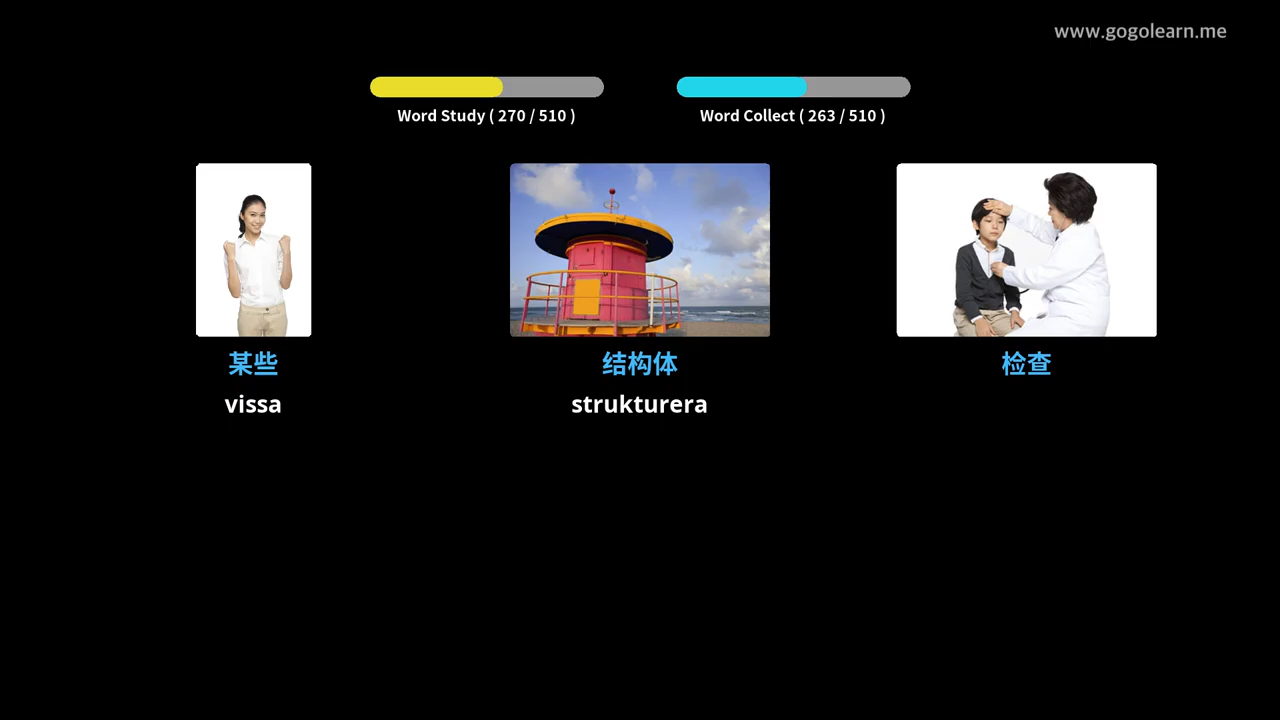 www.gogolearn.me
Word Study ( 270 / 510 )
Word Collect ( 263 / 510 )
某些
结构体
检查
vissa
strukturera